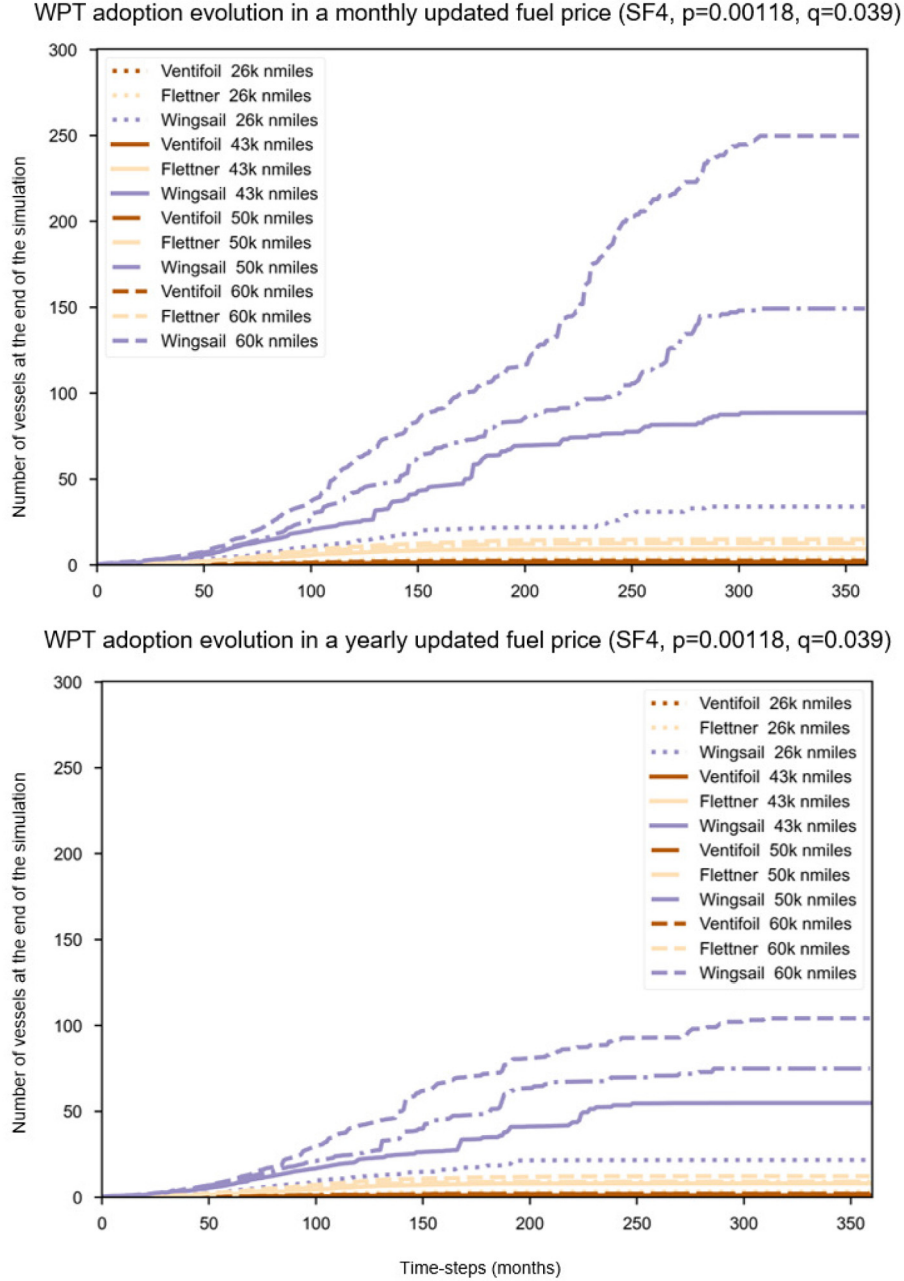 WPT adoption evolution in a monthly updated fuel price (SF4, p=0.00118, q=0.039)
300
250
200
150
100
50
0
Number of vessels at the end of the simulation
Ventifoil 26k nmiles
Flettner 26k nmiles
Wingsail 26k nmiles
Ventifoil 43k nmiles
Flettner 43k nmiles
Wingsail 43k nmiles
Ventifoil 50k nmiles
Flettner 50k nmiles
Wingsail 50k nmiles
Ventifoil 60k nmiles
Flettner 60k nmiles
Wingsail 60k nmiles
0 50 100 150 200 250 300 350
WPT adoption evolution in a yearly updated fuel price (SF4, p=0.00118, q=0.039)
300
250
200
150
100
50
0
Number of vessels at the end of the simulation
Ventifoil 26k nmiles
Flettner 26k nmiles
Wingsail 26k nmiles
Ventifoil 43k nmiles
Flettner 43k nmiles
Wingsail 43k nmiles
Ventifoil 50k nmiles
Flettner 50k nmiles
Wingsail 50k nmiles
Ventifoil 60k nmiles
Flettner 60k nmiles
Wingsail 60k nmiles
0 50 100 150 200 250 300 350
Time-steps (months)